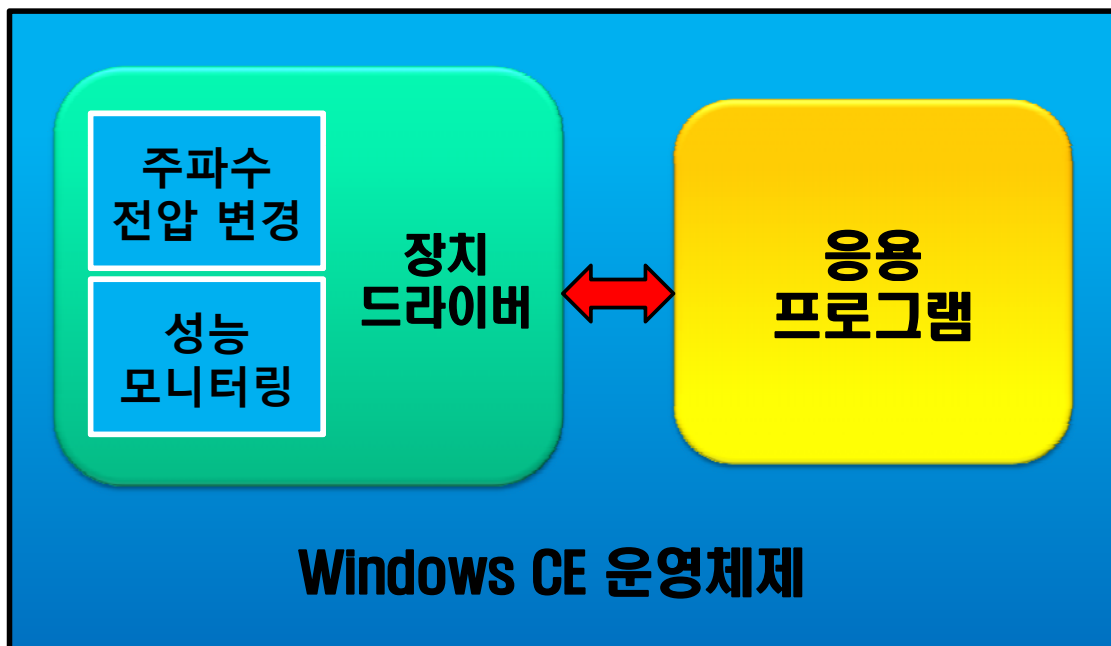 주파수
전압 변경
성능
모니터링
장치
드라이버
응용
프로그램
Windows CE 운영체제